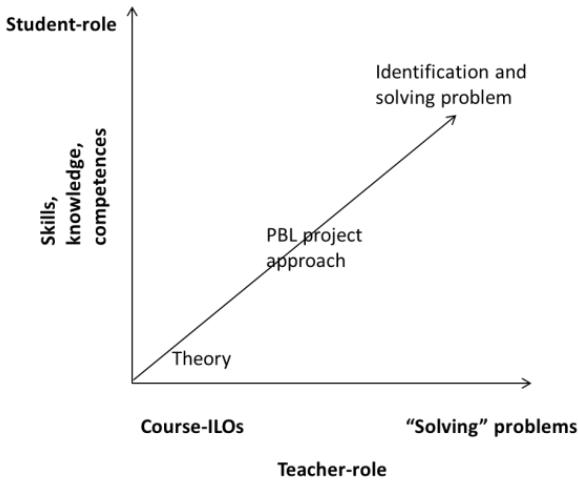 Student-role
Identification and
solving problem
Skills,
knowledge,
competences
PBL project
approach
Theory
Course-ILOs
“Solving” problems
Teacher-role